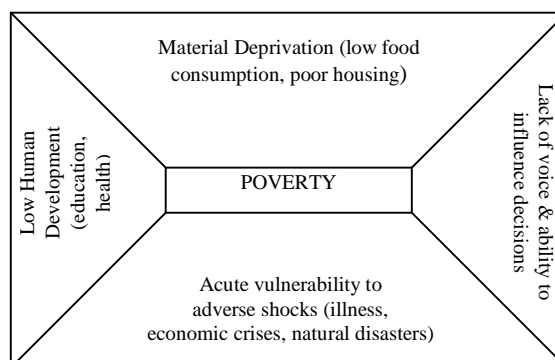 Material Deprivation (low food
consumption, poor housing)
Low Human
Development
(education,
health)
POVERTY
Lack of voice & ability to
influence decisions
Acute vulnerability to
adverse shocks (illness,
economic crises, natural disasters)